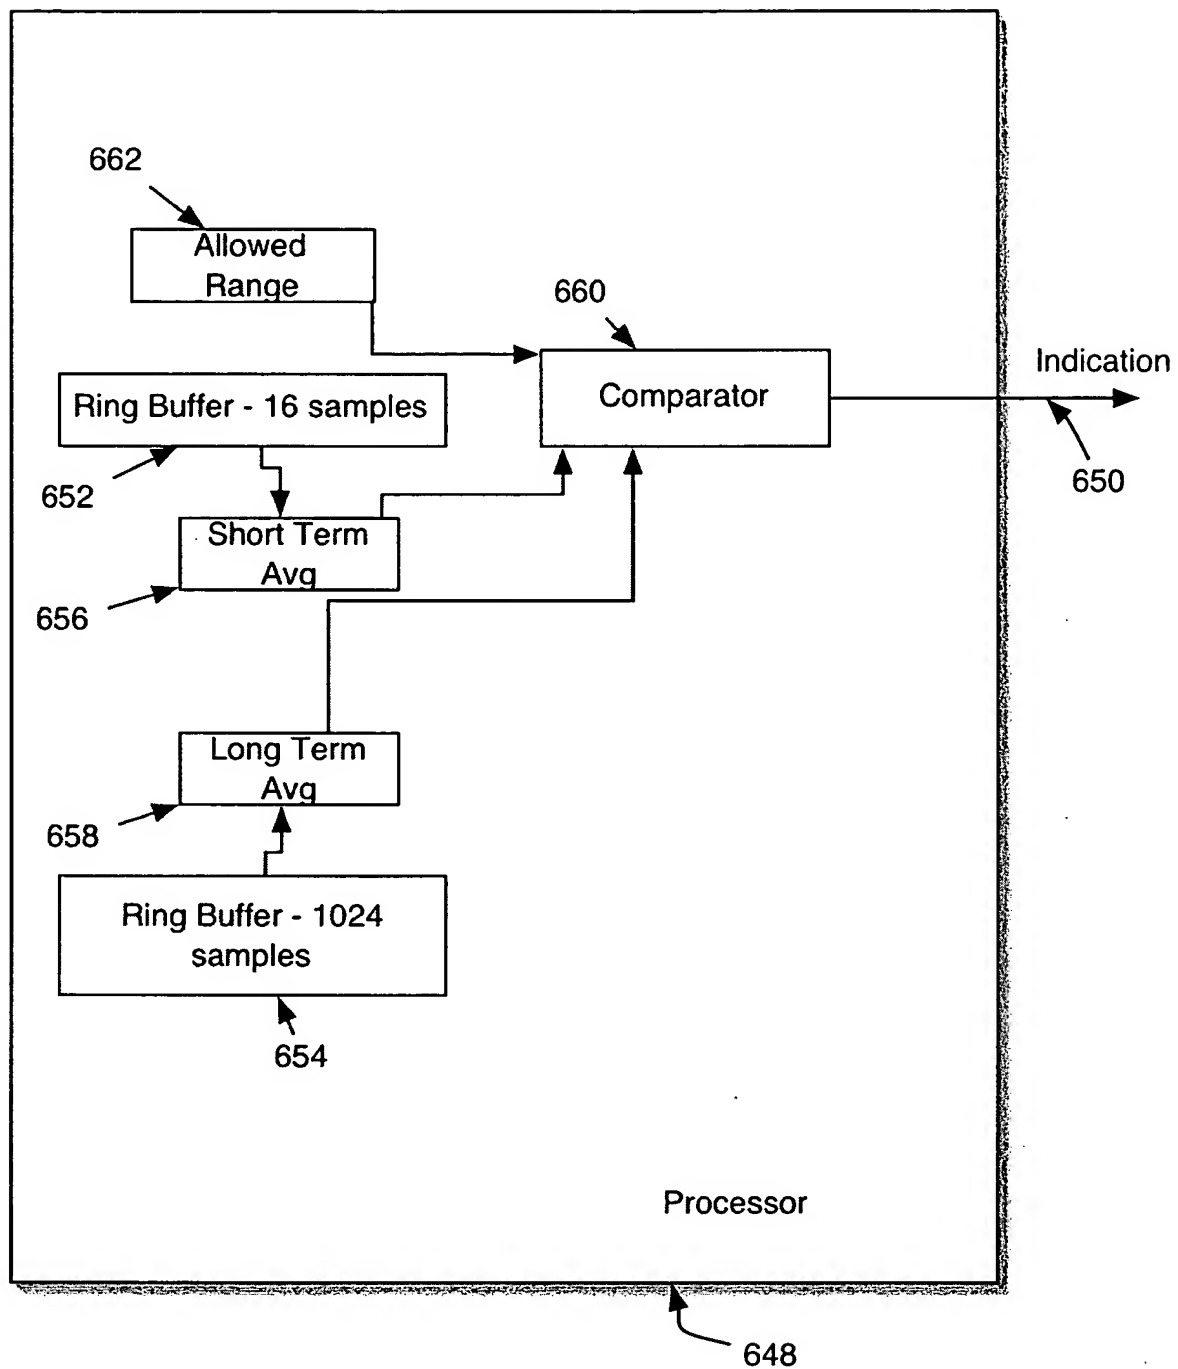 662
Allowed
Range
660
Comparator
Indication
650
Ring Buffer - 16 samples
652
Short Term
Avg
656
Long Term
Avg
658
Ring Buffer - 1024
samples
654
Processor
648